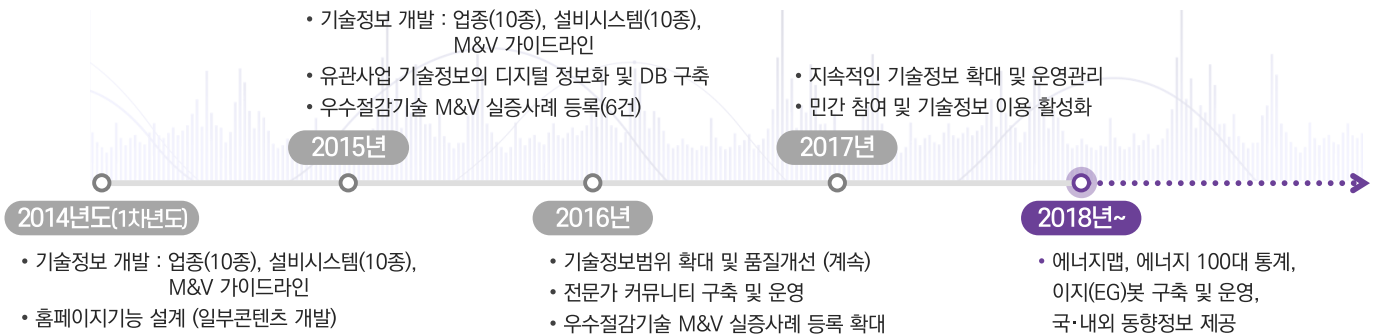 • 기술정보 개발 : 업종(10종), 설비시스템(10종),
M&V 가이드라인
• 유관사업 기술정보의 디지털 정보화 및 DB 구축
• 우수절감기술 M&V 실증사례 등록(6건)
2015년
• 지속적인 기술정보 확대 및 운영관리
• 민간 참여 및 기술정보 이용 활성화
2017년
2014년도(1차년도)
• 기술정보 개발 : 업종(10종), 설비시스템(10종),
M&V 가이드라인
• 홈페이지기능 설계 (일부콘텐츠 개발)
2016년
• 기술정보범위 확대 및 품질개선 (계속)
• 전문가 커뮤니티 구축 및 운영
• 우수절감기술 M&V 실증사례 등록 확대
2018년~
• 에너지맵, 에너지 100대 통계,
이지(EG)봇 구축 및 운영,
국·내외 동향정보 제공